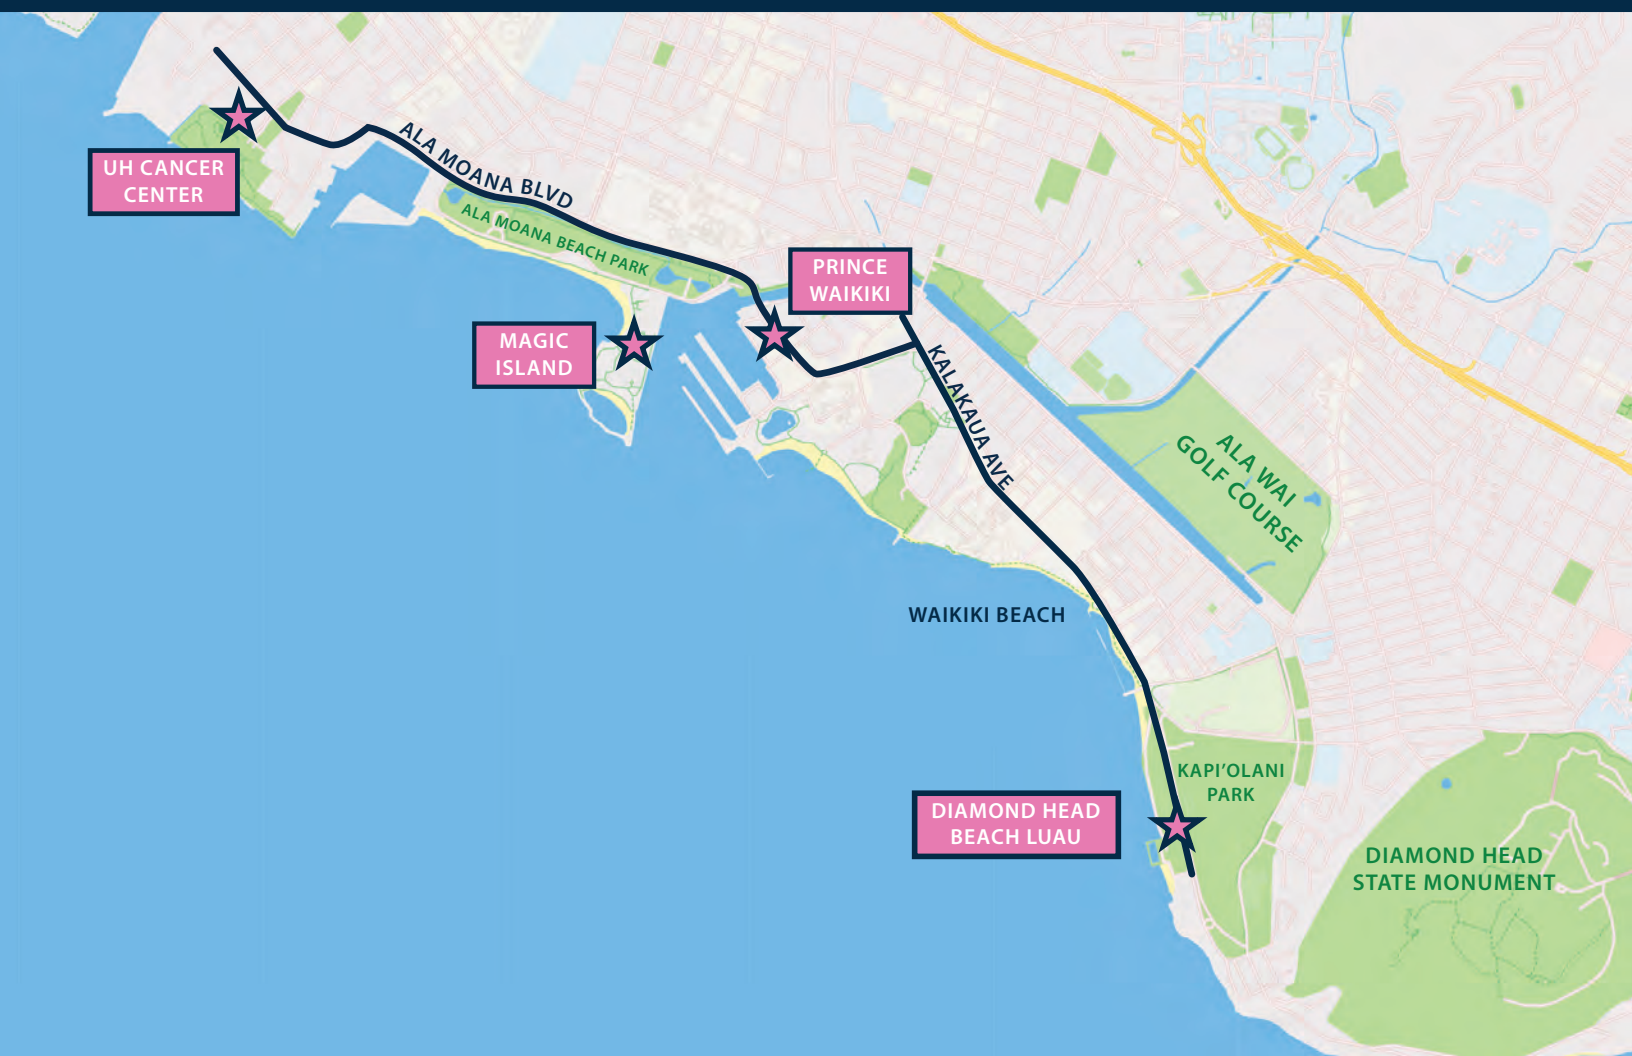 UH CANCER
CENTER
ALA MOANA BLVD
ALA MOANA BEACH PARK
PRINCE
WAIKIKI
MAGIC
ISLAND
KALAKAUA AVE
ALA WAI
GOLF COURSE
WAIKIKI BEACH
KAPI’OLANI
PARK
DIAMOND HEAD
BEACH LUAU
DIAMOND HEAD
STATE MONUMENT